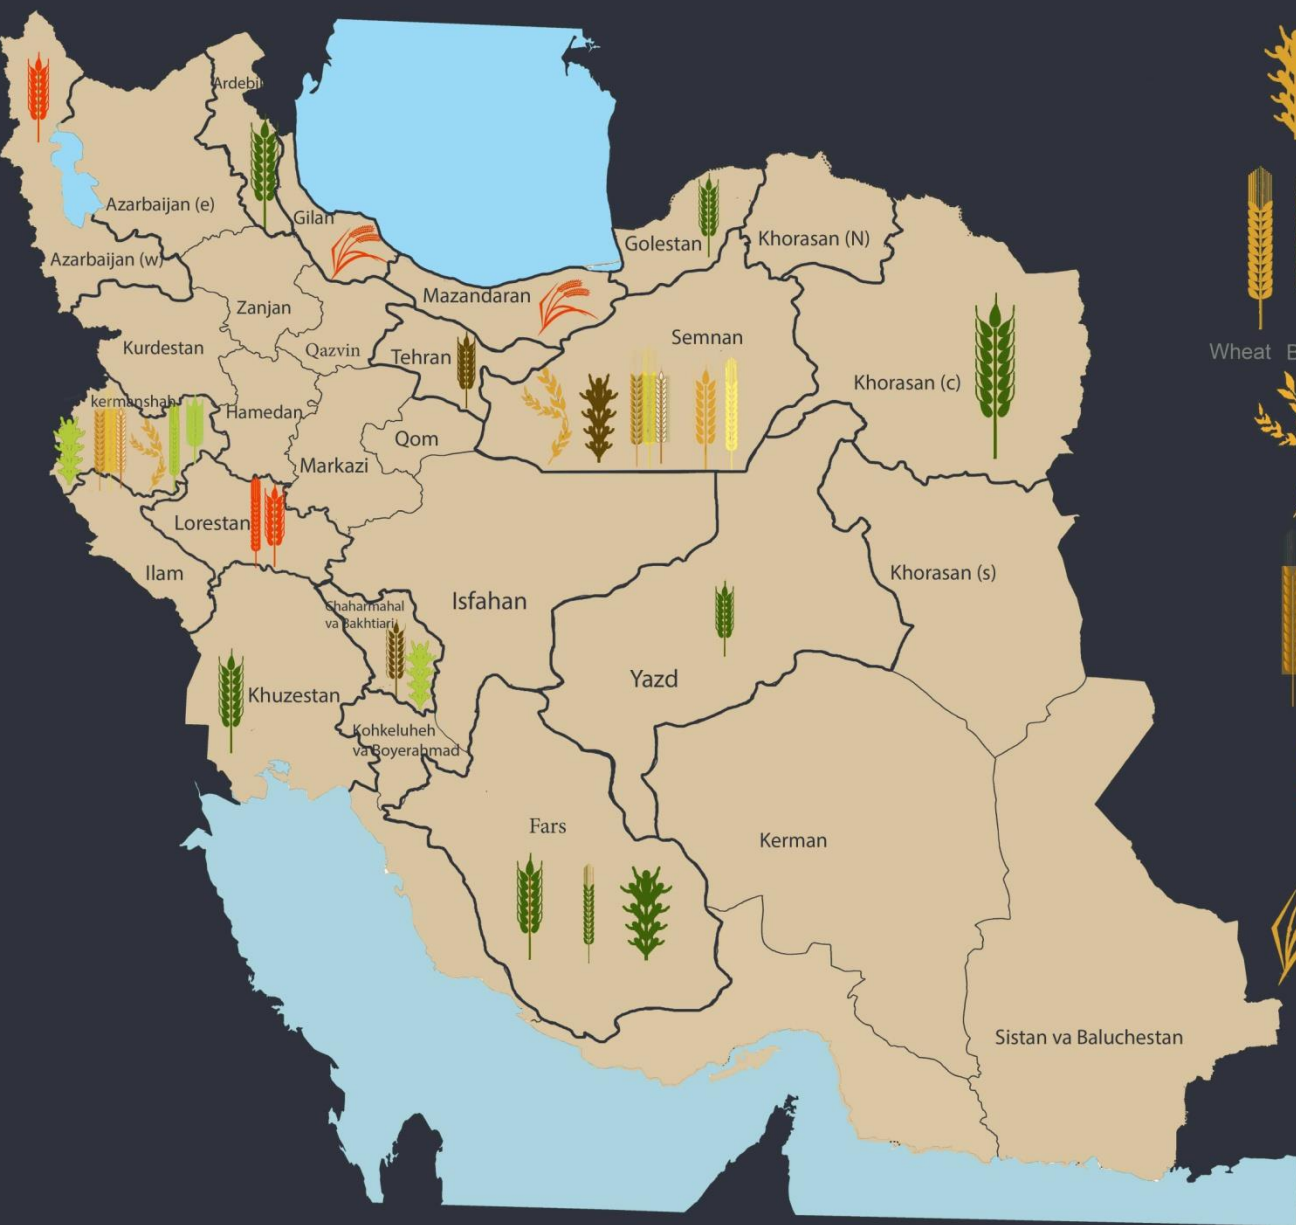 Ardebil
Azarbaijan (e)
Gilan
Golestan
Khorasan (N)
Azarbaijan (w)
Mazandaran
Zanjan
Semnan
Kurdestan
Qazvin
Tehran
Wheat
Khorasan (c)
kermanshah
Hamedan
Qom
Markazi
Lorestan
Ilam
Khorasan (s)
Isfahan
Chaharmahal
va Bakhtiari
Yazd
Khuzestan
Kohkeluheh
va Boyerahmad
Fars
Kerman
Sistan va Baluchestan